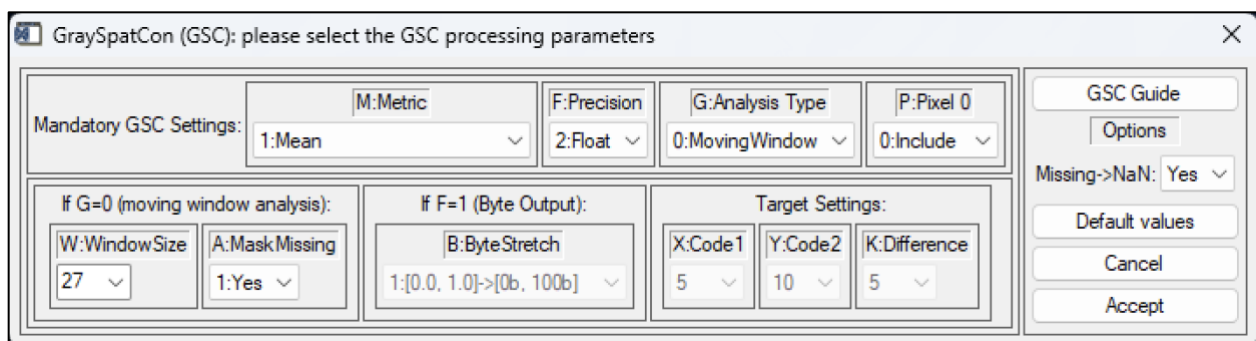 GraySpatCon (GSC): please select the GSC processing parameters
Mandatory GSC Settings:
M:Metric
1:Mean
F:Precision
2:Float
G:Analysis Type
0:MovingWindow
P:Pixel 0
0:Include
If G=0 (moving window analysis):
W:WindowSize
27
A:MaskMissing
1:Yes
If F=1 (Byte Output):
B:ByteStretch
1:[0.0, 1.0]->[0b, 100b]
Target Settings:
X:Code1
5
Y:Code2
10
K:Difference
5
GSC Guide
Options
Missing->NaN: Yes
Default values
Cancel
Accept